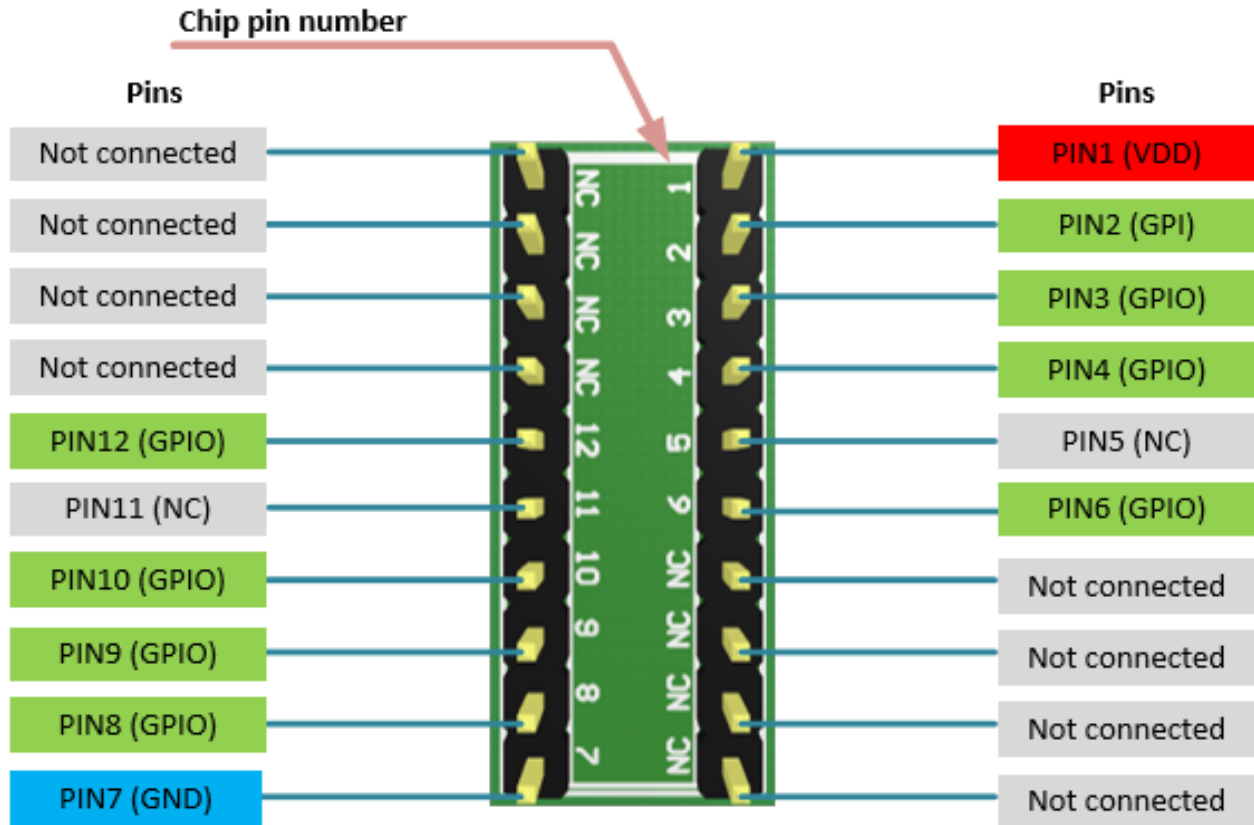 Chip pin number
Pins
Pins
Not connected
NC
1
PIN1 (VDD)
Not connected
NC
2
PIN2 (GPI)
Not connected
NC
3
PIN3 (GPIO)
Not connected
NC
4
PIN4 (GPIO)
PIN12 (GPIO)
12
5
PIN5 (NC)
PIN11 (NC)
11
6
PIN6 (GPIO)
PIN10 (GPIO)
10
NC
Not connected
PIN9 (GPIO)
9
NC
Not connected
PIN8 (GPIO)
8
NC
Not connected
PIN7 (GND)
7
NC
Not connected